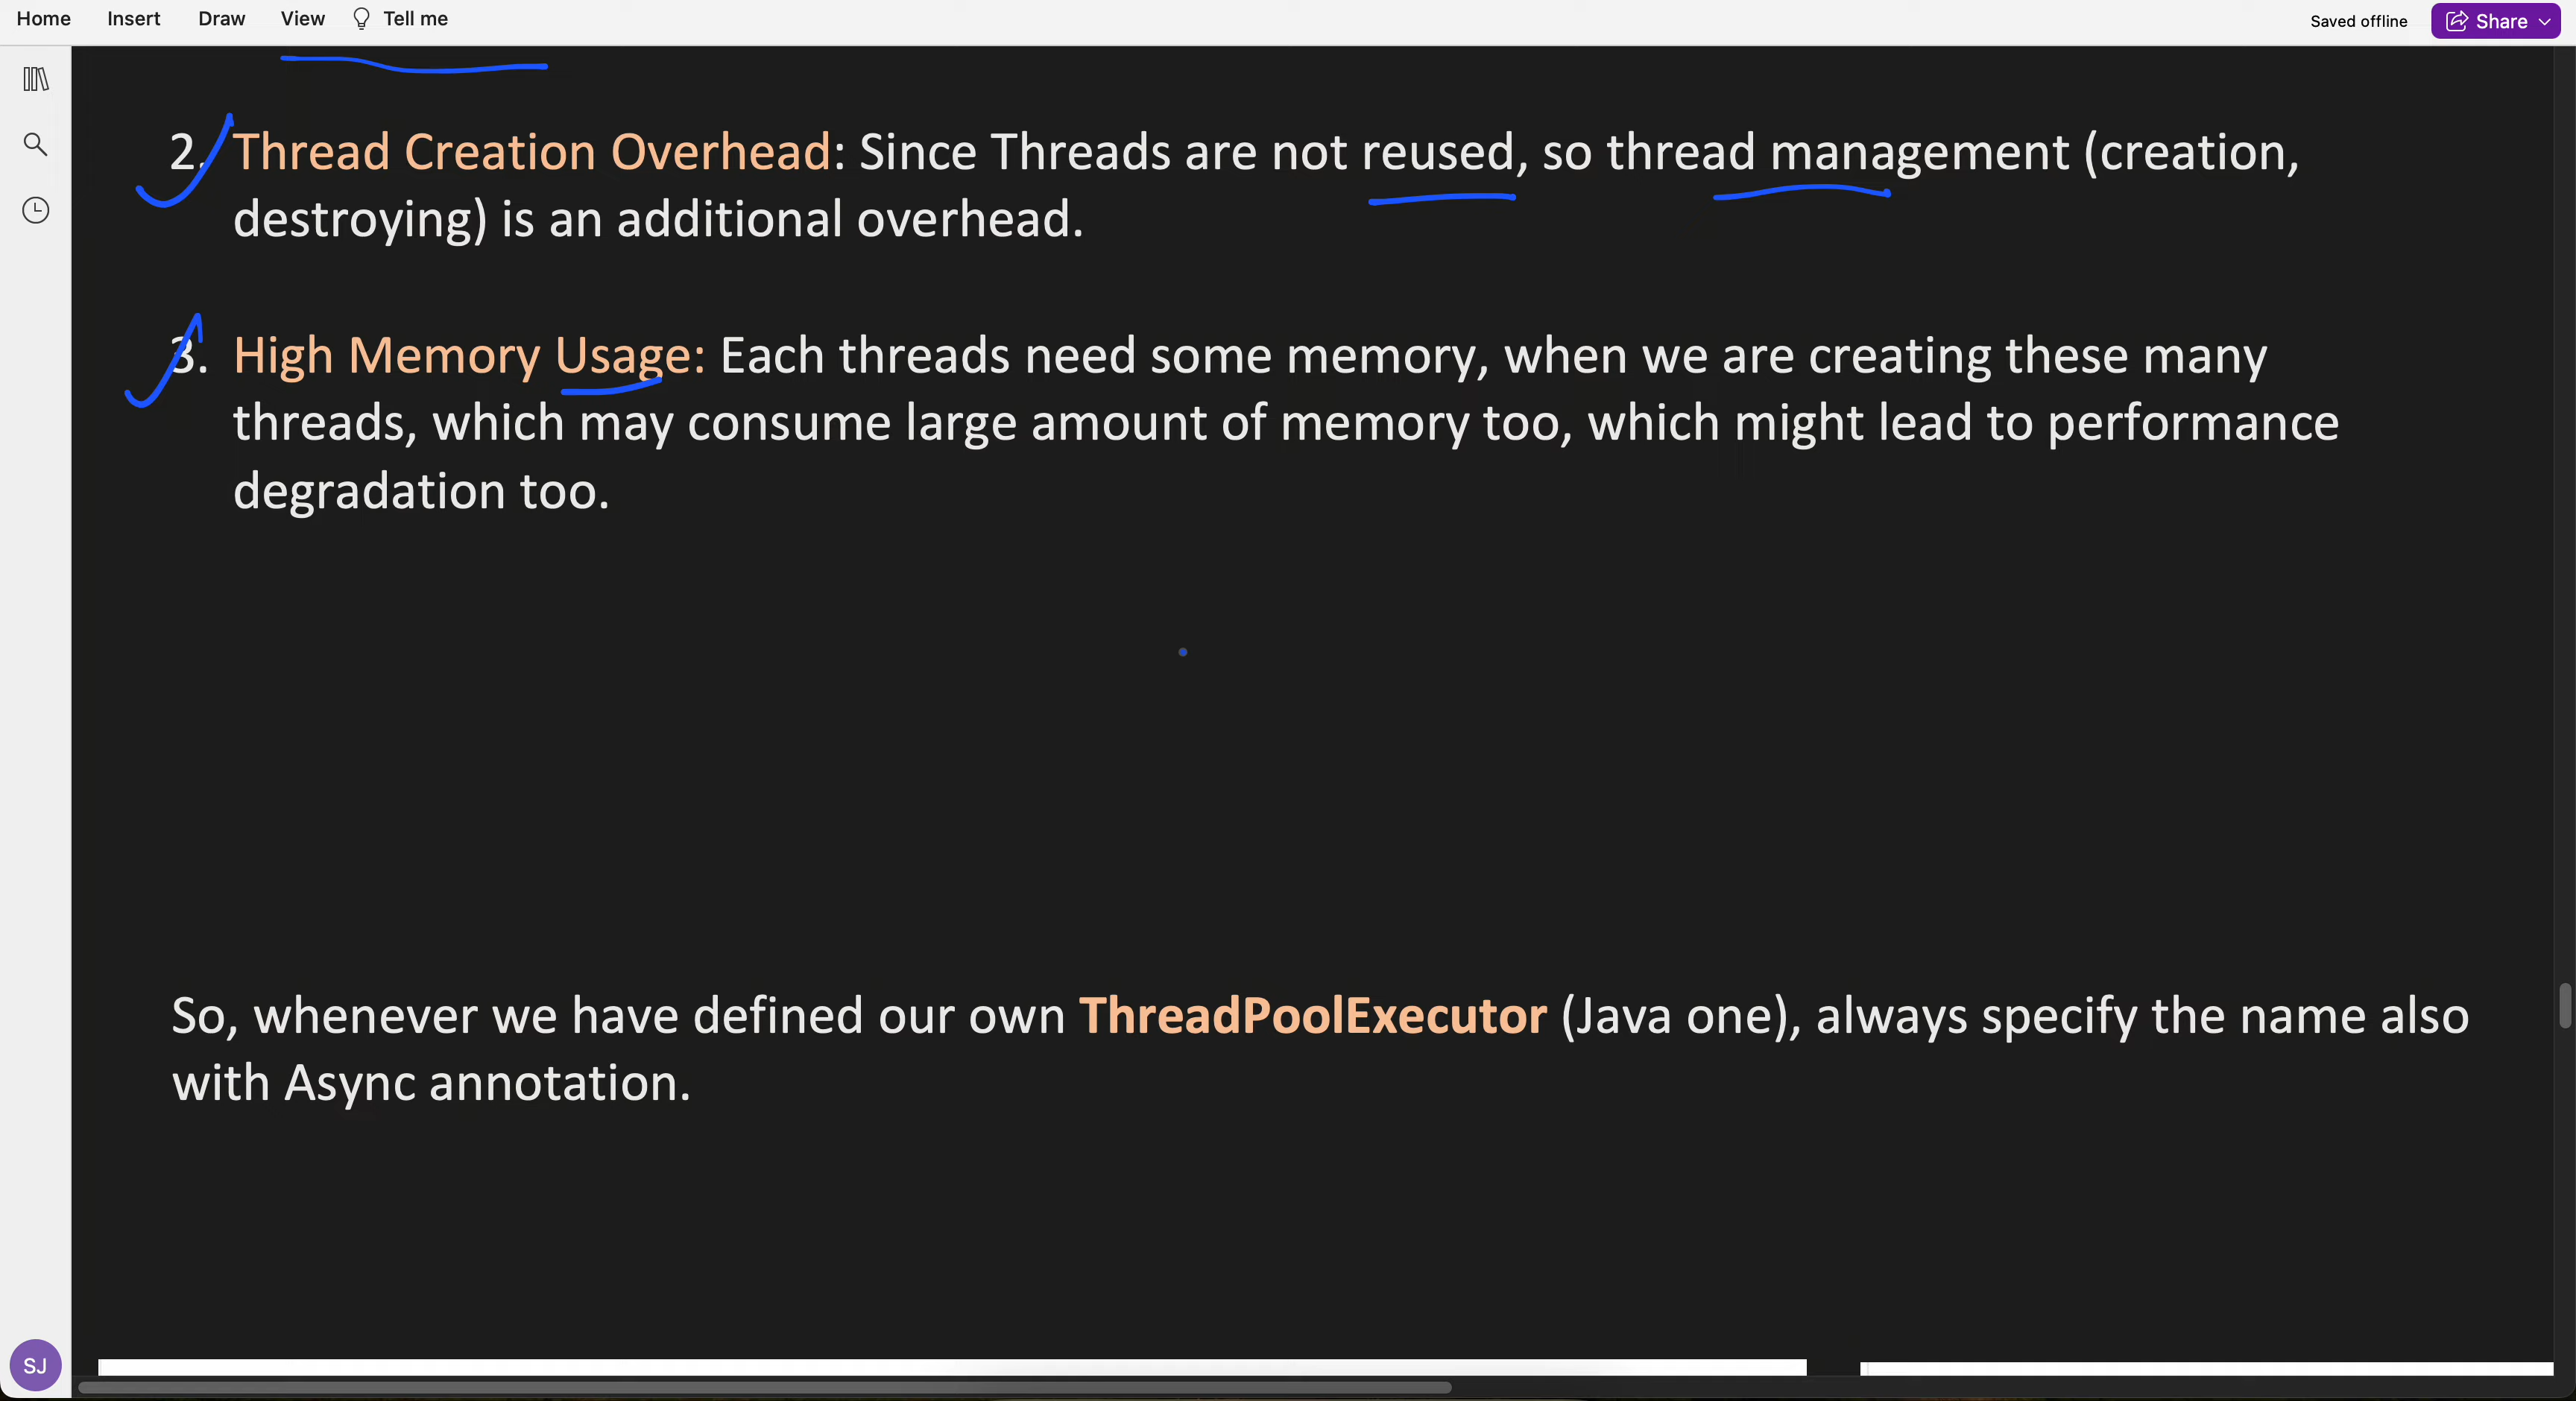 Home Insert Draw View Tell me Saved offline Share
2. Thread Creation Overhead: Since Threads are not reused, so thread management (creation,
destroying) is an additional overhead.
3. High Memory Usage: Each threads need some memory, when we are creating these many
threads, which may consume large amount of memory too, which might lead to performance
degradation too.
So, whenever we have defined our own ThreadPoolExecutor (Java one), always specify the name also
with Async annotation.
SJ